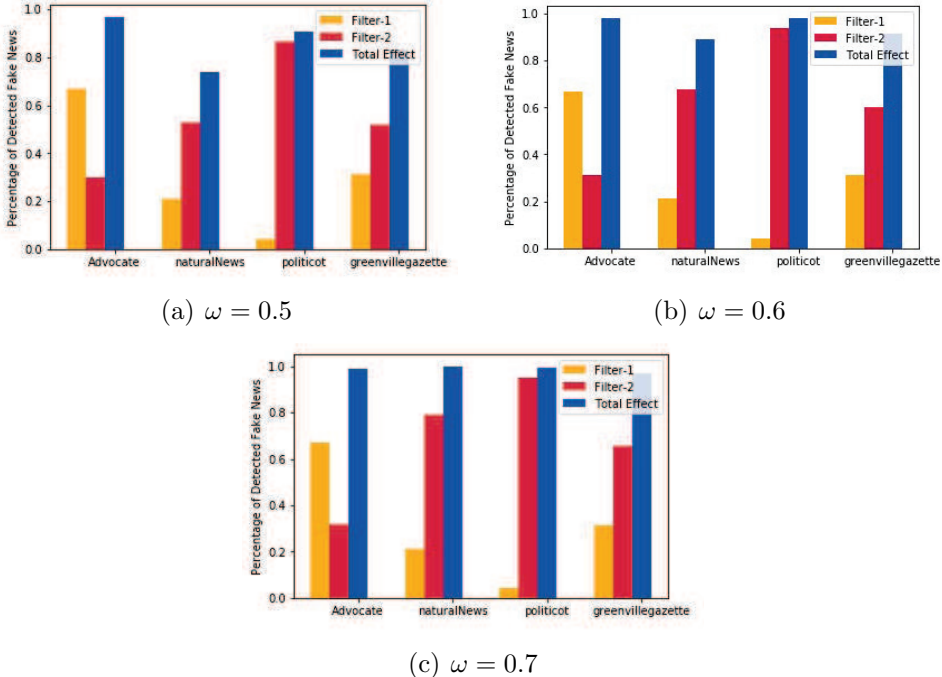 Percentage of Detected Fake News
1.0
0.8
0.6
0.4
0.2
0.0
Filter-1
Filter-2
Total Effect
Advocate naturalNews politicot greenvillegazette
(a) ω = 0.5
Percentage of Detected Fake News
1.0
0.8
0.6
0.4
0.2
0.0
Filter-1
Filter-2
Total Effect
Advocate naturalNews politicot greenvillegazette
(b) ω = 0.6
Percentage of Detected Fake News
1.0
0.8
0.6
0.4
0.2
0.0
Filter-1
Filter-2
Total Effect
Advocate naturalNews politicot greenvillegazette
(c) ω = 0.7